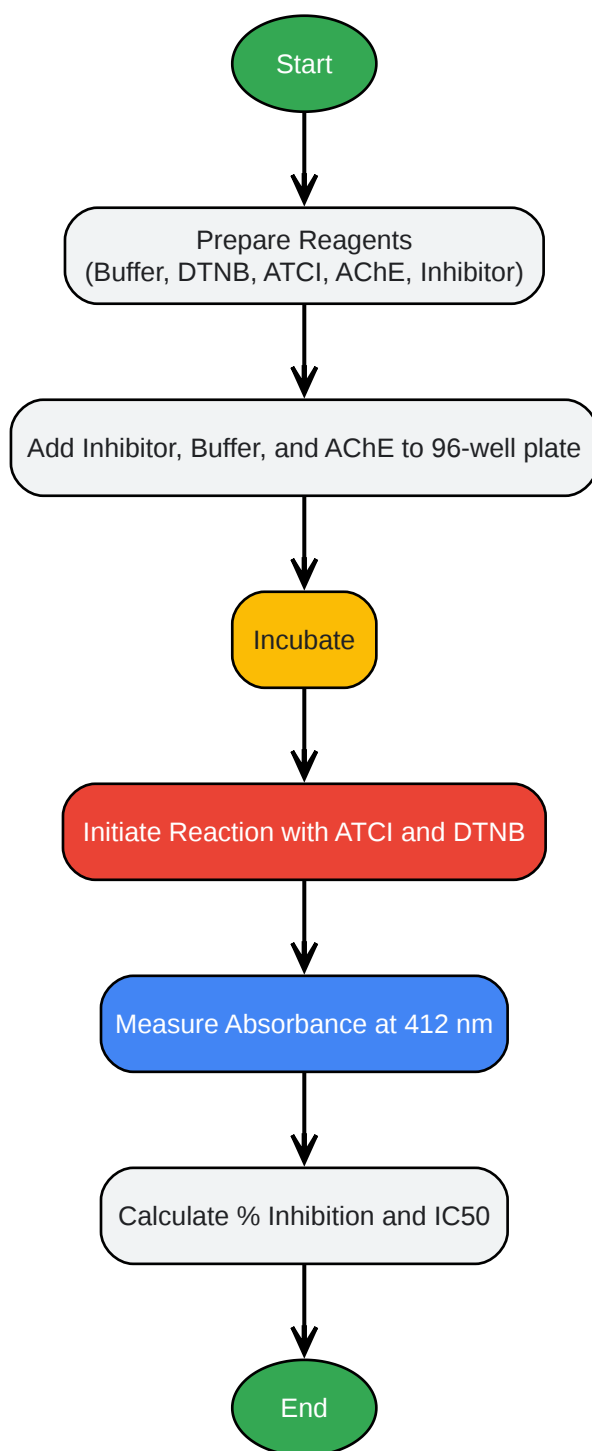 Start
Prepare Reagents
(Buffer, DTNB, ATCI, AChE, Inhibitor)
Add Inhibitor, Buffer, and AChE to 96-well plate
Incubate
Initiate Reaction with ATCI and DTNB
Measure Absorbance at 412 nm
Calculate % Inhibition and IC50
End